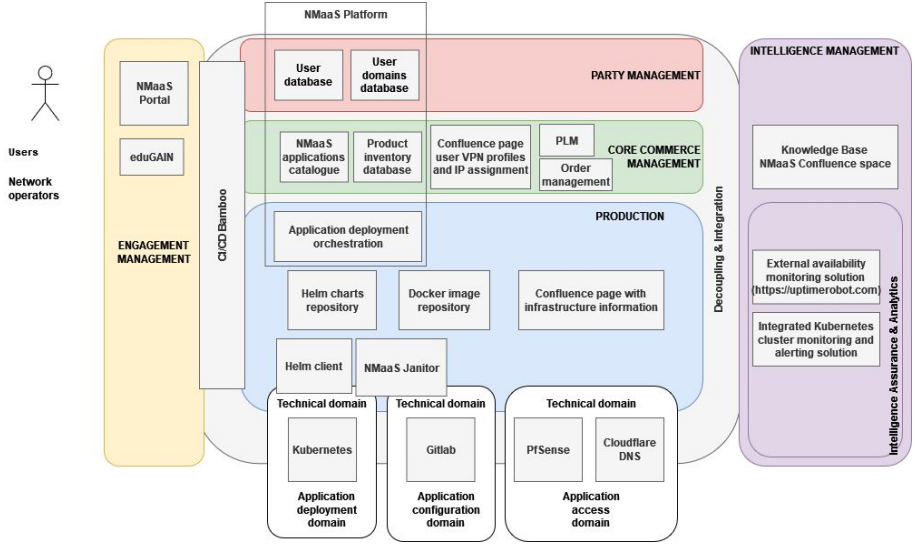 NMaaS Platform
INTELLIGENCE MANAGEMENT
User
database
User
domains
database
PARTY MANAGEMENT
NMaaS
Portal
eduGAIN
Users
Network
operators
ENGAGEMENT
MANAGEMENT
CI/CD Bamboo
NMaaS
applications
catalogue
Product
inventory
database
Confluence page
user VPN profiles
and IP assignment
PLM
Order
management
CORE COMMERCE
MANAGEMENT
Knowledge Base
NMaaS Confluence space
PRODUCTION
Application deployment
orchestration
Decoupling & Integration
Helm charts
repository
Docker image
repository
Confluence page with
infrastructure information
External availability
monitoring solution
(https://uptimerobot.com)
Integrated Kubernetes
cluster monitoring and
alerting solution
Intelligence Assurance & Analytics
Helm client
NMaaS Janitor
Technical domain
Kubernetes
Application
deployment
domain
Technical domain
Gitlab
Application
configuration
domain
Technical domain
PfSense
Cloudflare
DNS
Application
access
domain